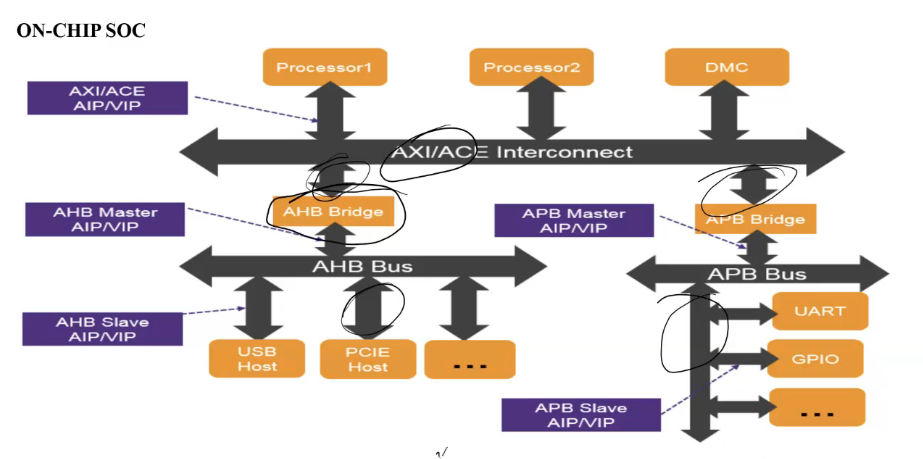 ON-CHIP SOC
Processor1
Processor2
DMC
AXI/ACE
AIP/VIP
AXI/ACE Interconnect
AHB Master
AIP/VIP
AHB Bridge
APB Master
AIP/VIP
APB Bridge
AHB Bus
APB Bus
AHB Slave
AIP/VIP
USB
Host
PCIE
Host
...
UART
GPIO
APB Slave
AIP/VIP
...